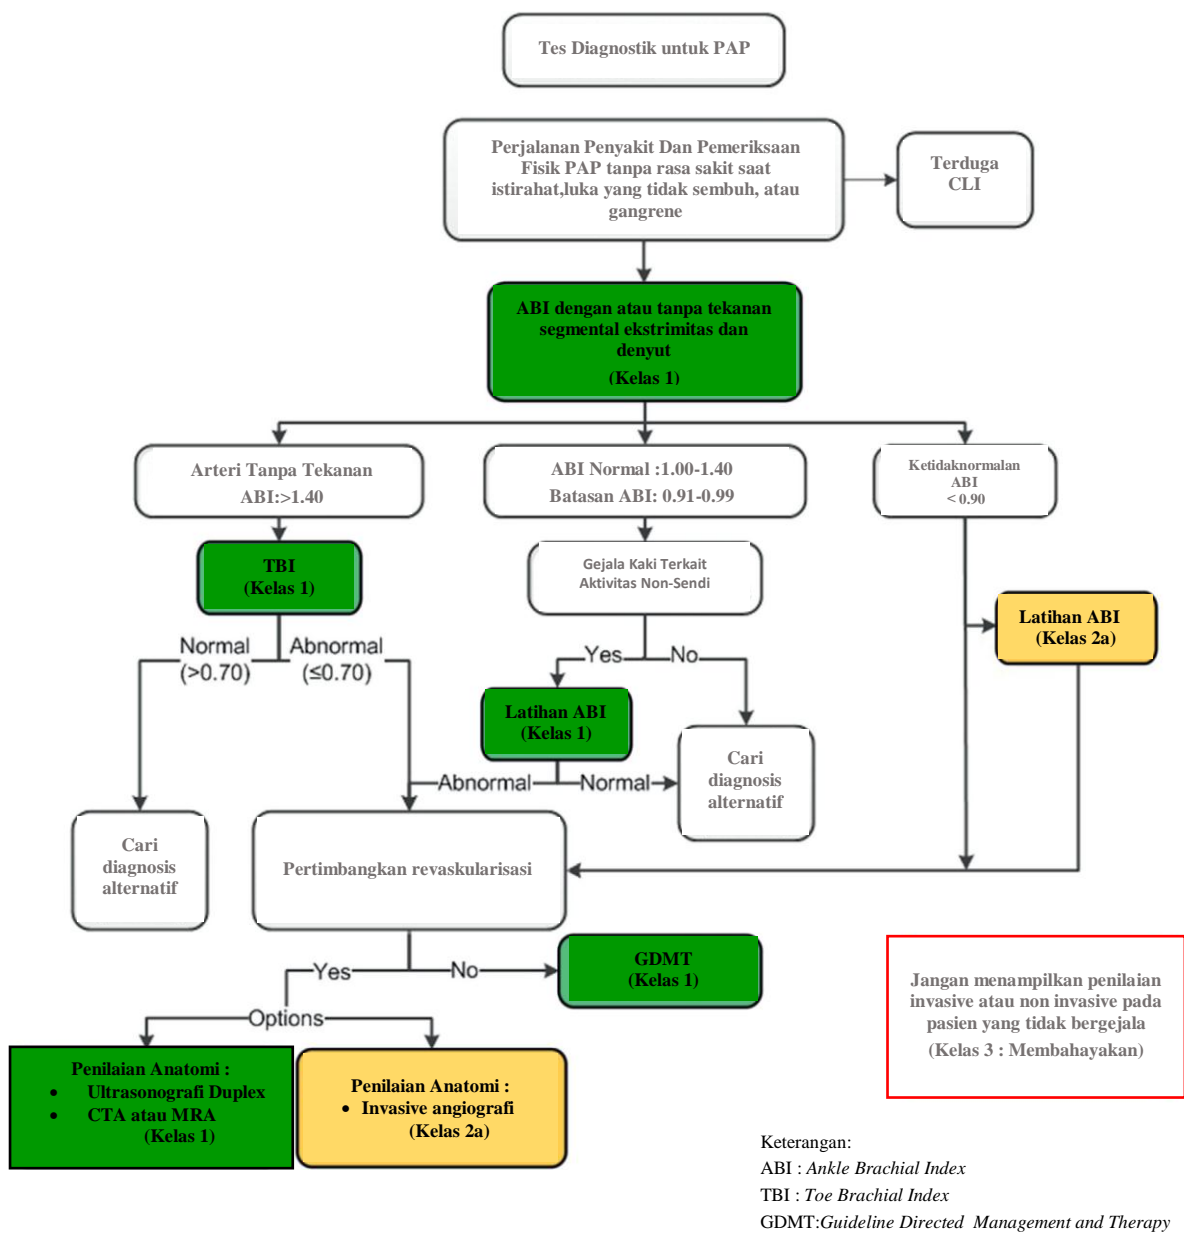 Tes Diagnostik untuk PAP
Perjalanan Penyakit Dan Pemeriksaan
Fisik PAP tanpa rasa sakit saat
istirahat,luka yang tidak sembuh, atau
gangrene
Terduga
CLI
ABI dengan atau tanpa tekanan
segmental ekstrimitas dan
denyut
(Kelas 1)
Arteri Tanpa Tekanan
ABI:>1.40
ABI Normal :1.00-1.40
Batasan ABI: 0.91-0.99
Ketidaknormalan
ABI
< 0.90
TBI
(Kelas 1)
Gejala Kaki Terkait
Aktivitas Non-Sendi
Latihan ABI
(Kelas 2a)
Normal
(>0.70)
Abnormal
(≤0.70)
Yes
No
Latihan ABI
(Kelas 1)
Cari
diagnosis
alternatif
Abnormal
Normal
Cari
diagnosis
alternatif
Pertimbangkan revaskularisasi
Yes
No
GDMT
(Kelas 1)
Options
Jangan menampilkan penilaian
invasive atau non invasive pada
pasien yang tidak bergejala
(Kelas 3 : Membahayakan)
Penilaian Anatomi :
• Ultrasonografi Duplex
• CTA atau MRA
(Kelas 1)
Penilaian Anatomi :
• Invasive angiografi
(Kelas 2a)
Keterangan:
ABI : Ankle Brachial Index
TBI : Toe Brachial Index
GDMT:Guideline Directed Management and Therapy